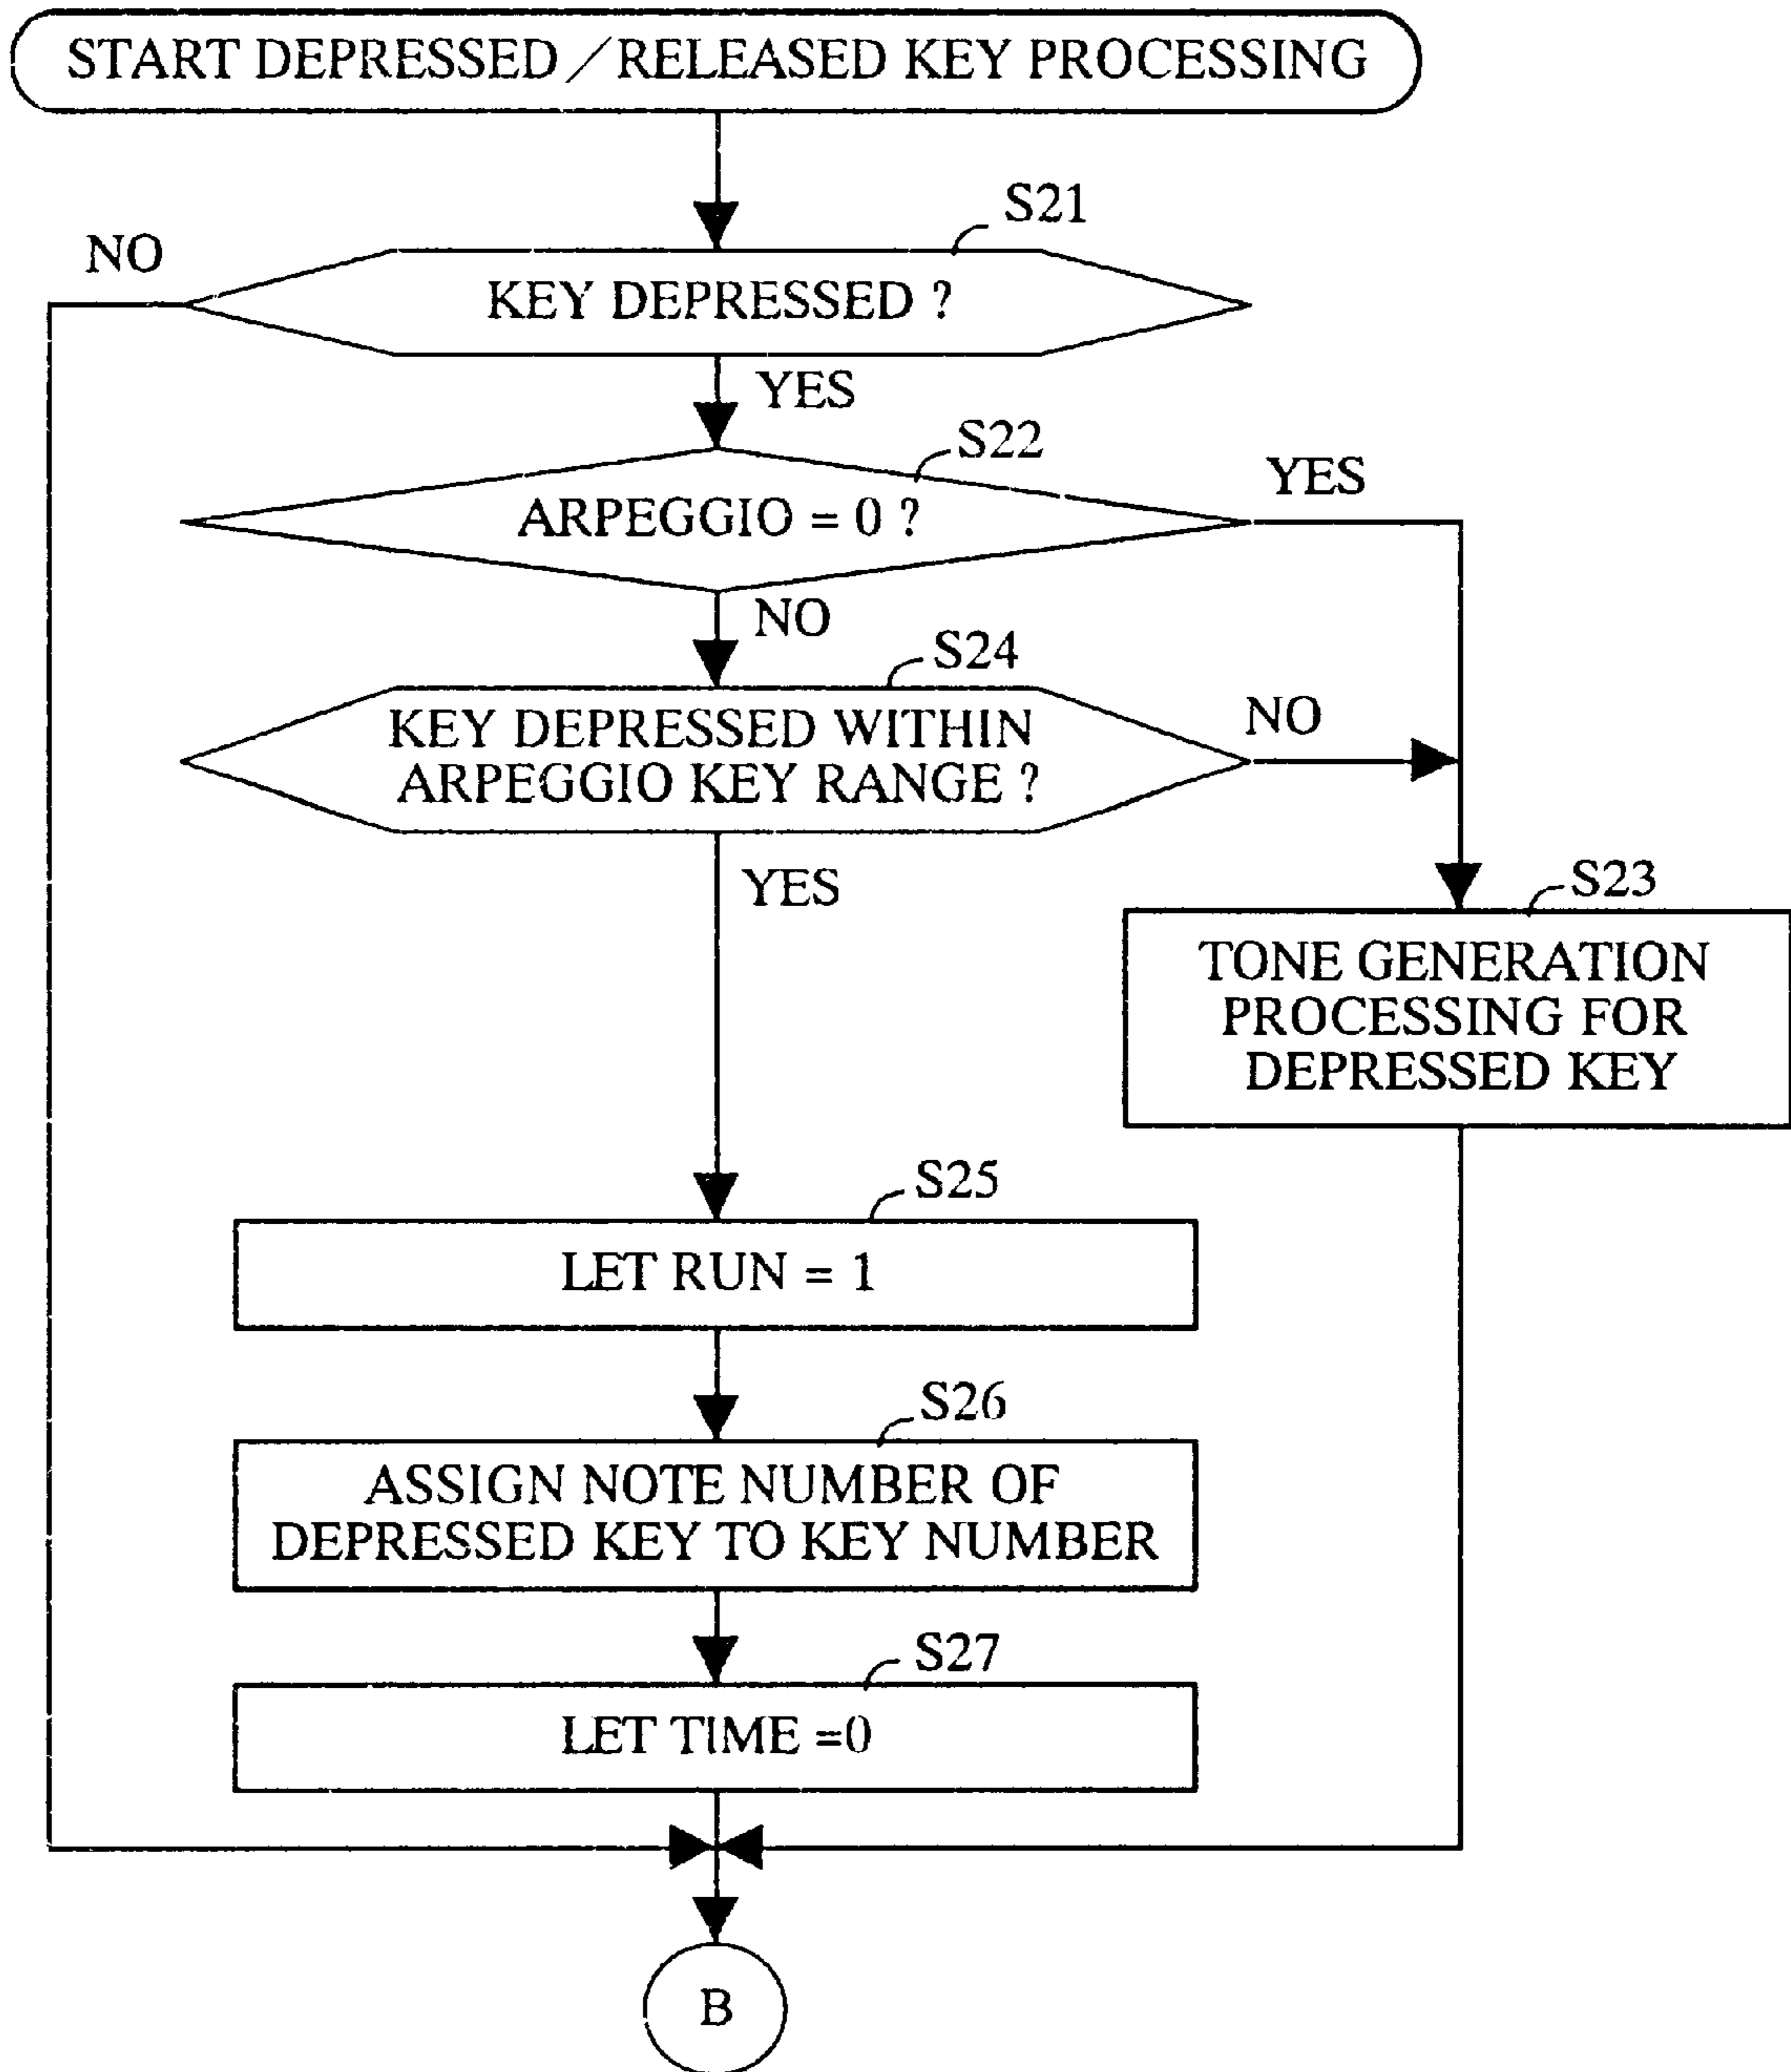 START DEPRESSED／RELEASED KEY PROCESSING
S21
NO
KEY DEPRESSED ?
YES
S22
YES
ARPEGGIO = 0 ?
NO
S24
KEY DEPRESSED WITHIN
ARPEGGIO KEY RANGE ?
NO
YES
S23
TONE GENERATION
PROCESSING FOR
DEPRESSED KEY
S25
LET RUN = 1
S26
ASSIGN NOTE NUMBER OF
DEPRESSED KEY TO KEY NUMBER
S27
LET TIME =0
B